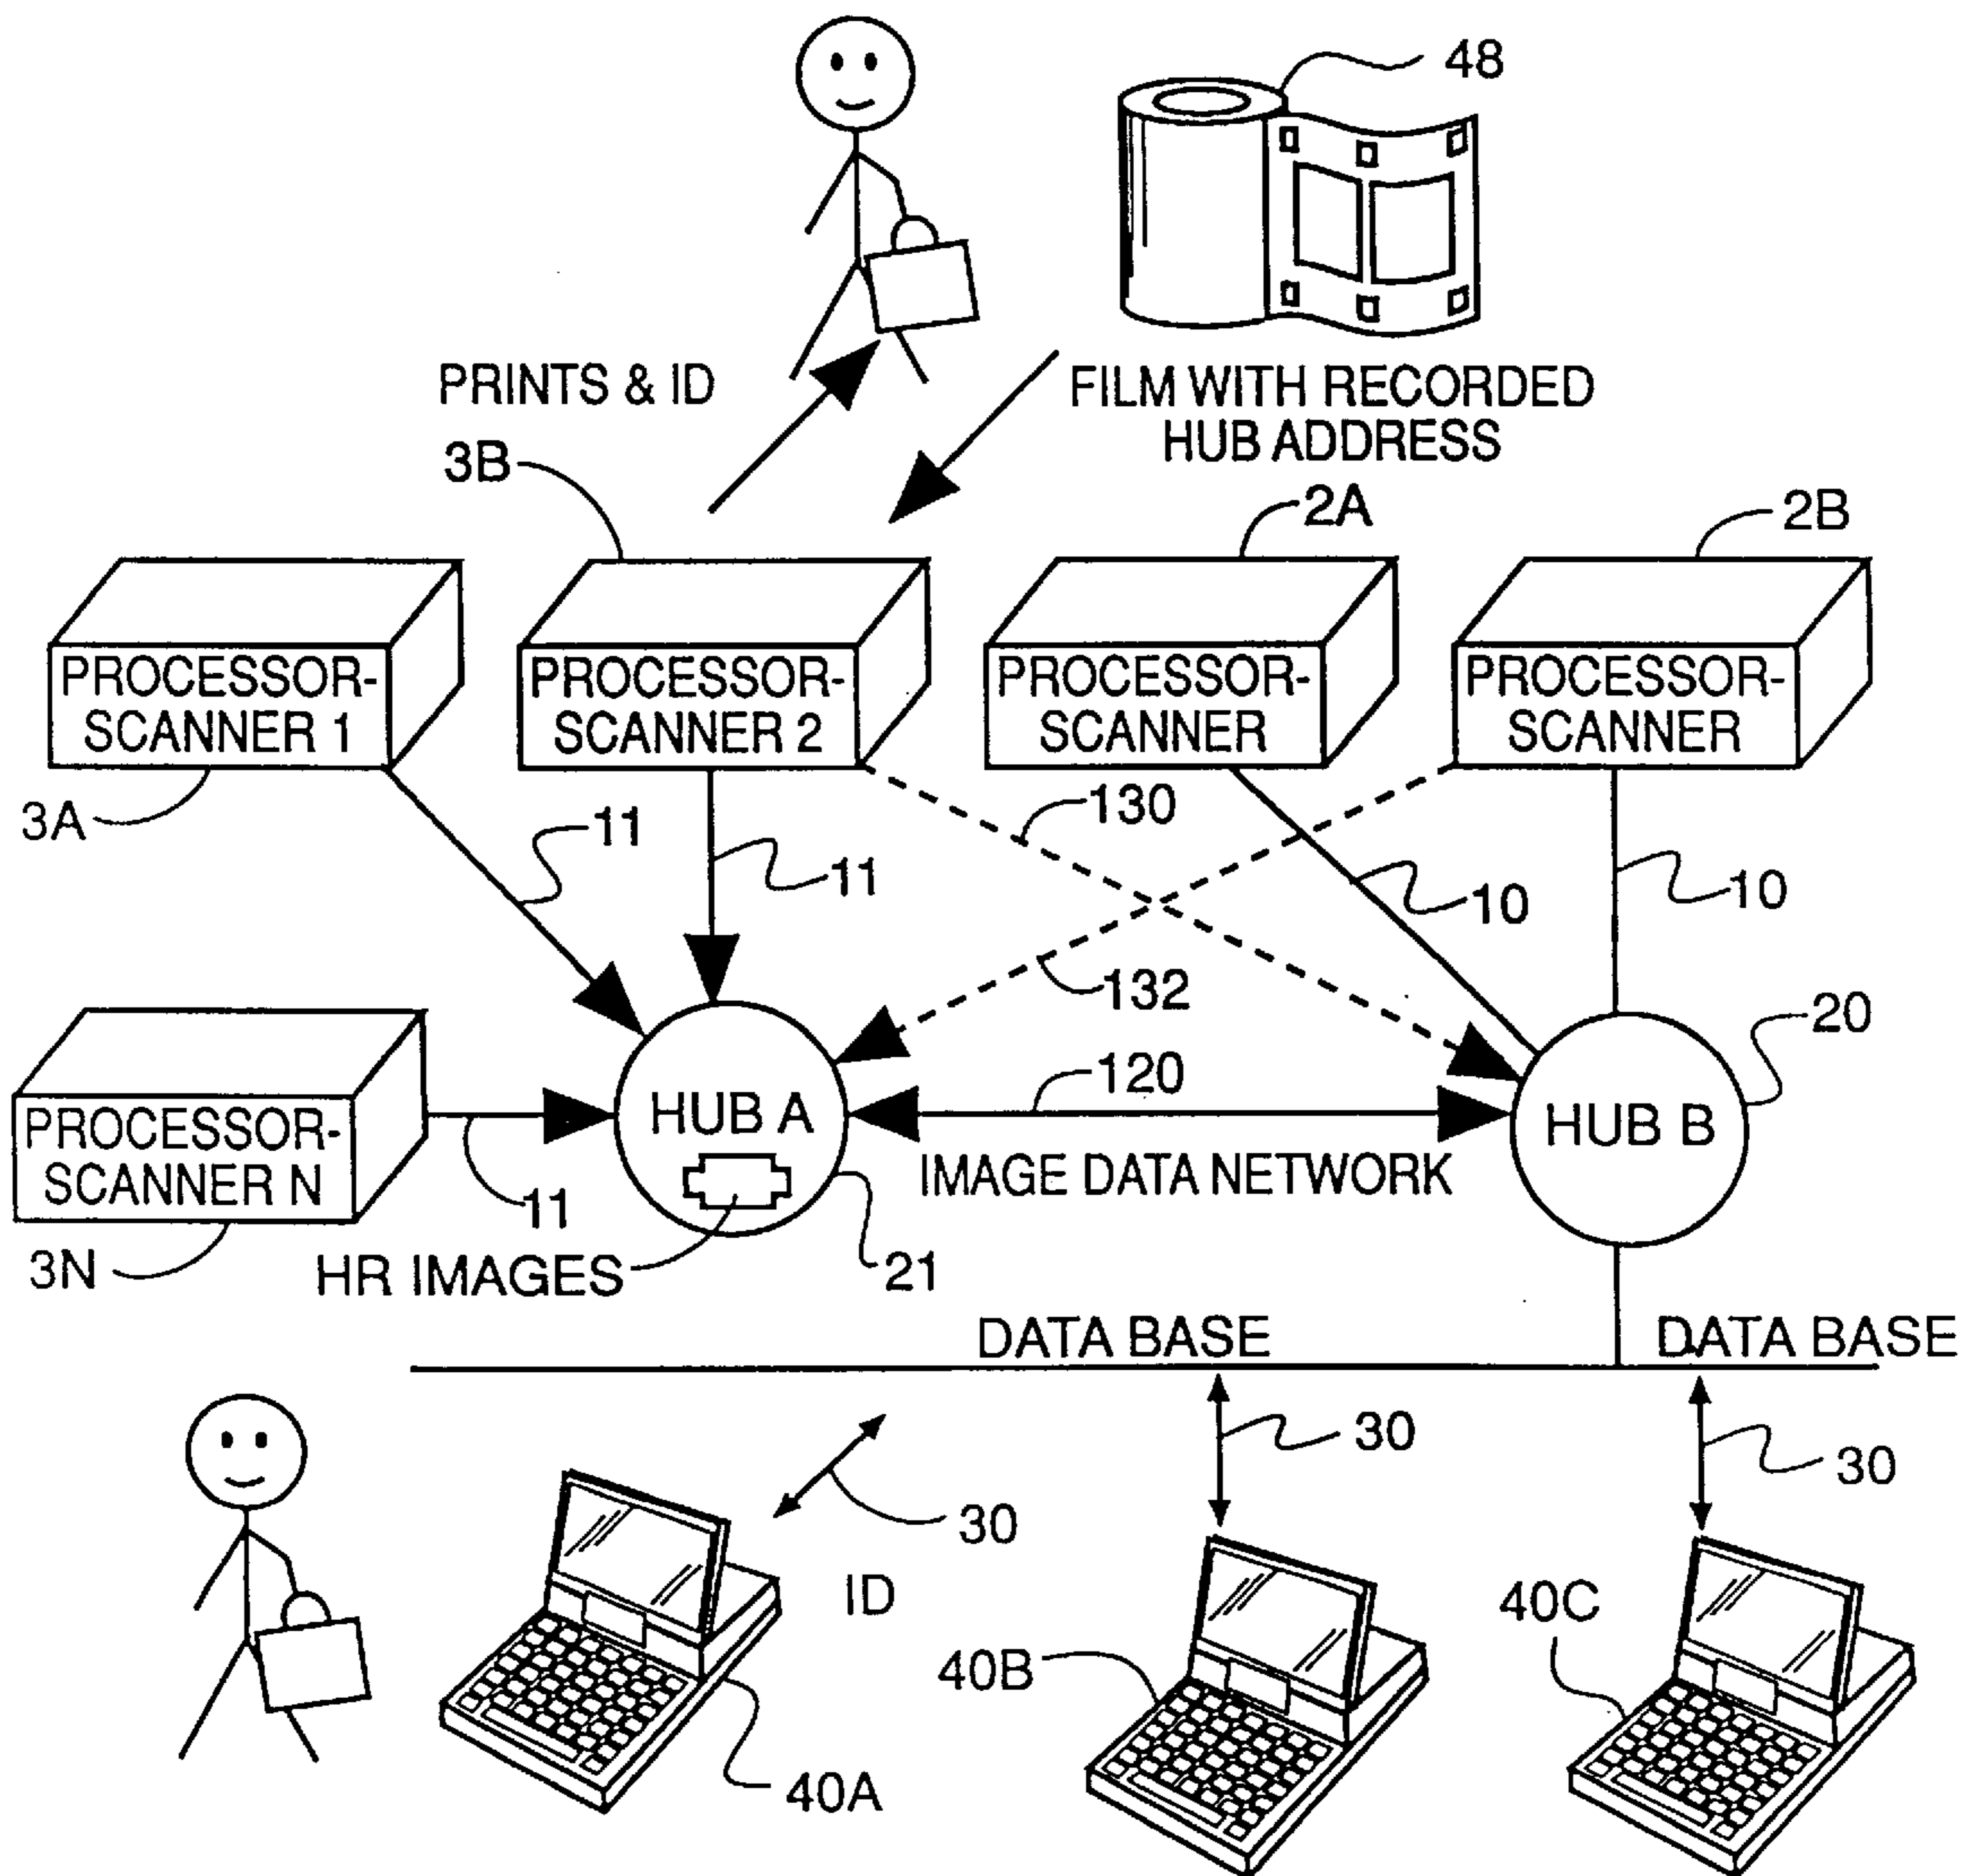 48
PRINTS & ID
FILM WITH RECORDED
HUB ADDRESS
3B
2A
2B
PROCESSOR-
SCANNER 1
PROCESSOR-
SCANNER 2
PROCESSOR-
SCANNER
PROCESSOR-
SCANNER
3A
11
11
130
10
10
132
20
PROCESSOR-
SCANNER N
11
HUB A
120
HUB B
IMAGE DATA NETWORK
3N
HR IMAGES
21
DATA BASE
DATA BASE
30
30
30
ID
40A
40B
40C